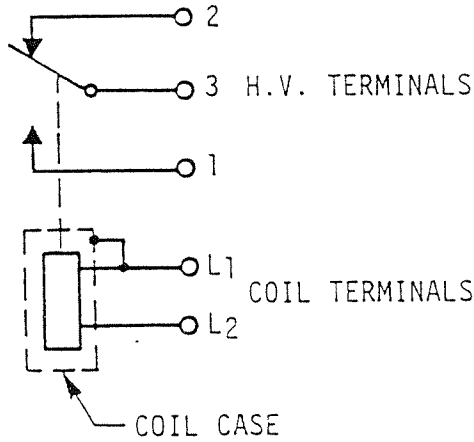 2
3 H.V. TERMINALS
1
L1
COIL TERMINALS
L2
COIL CASE